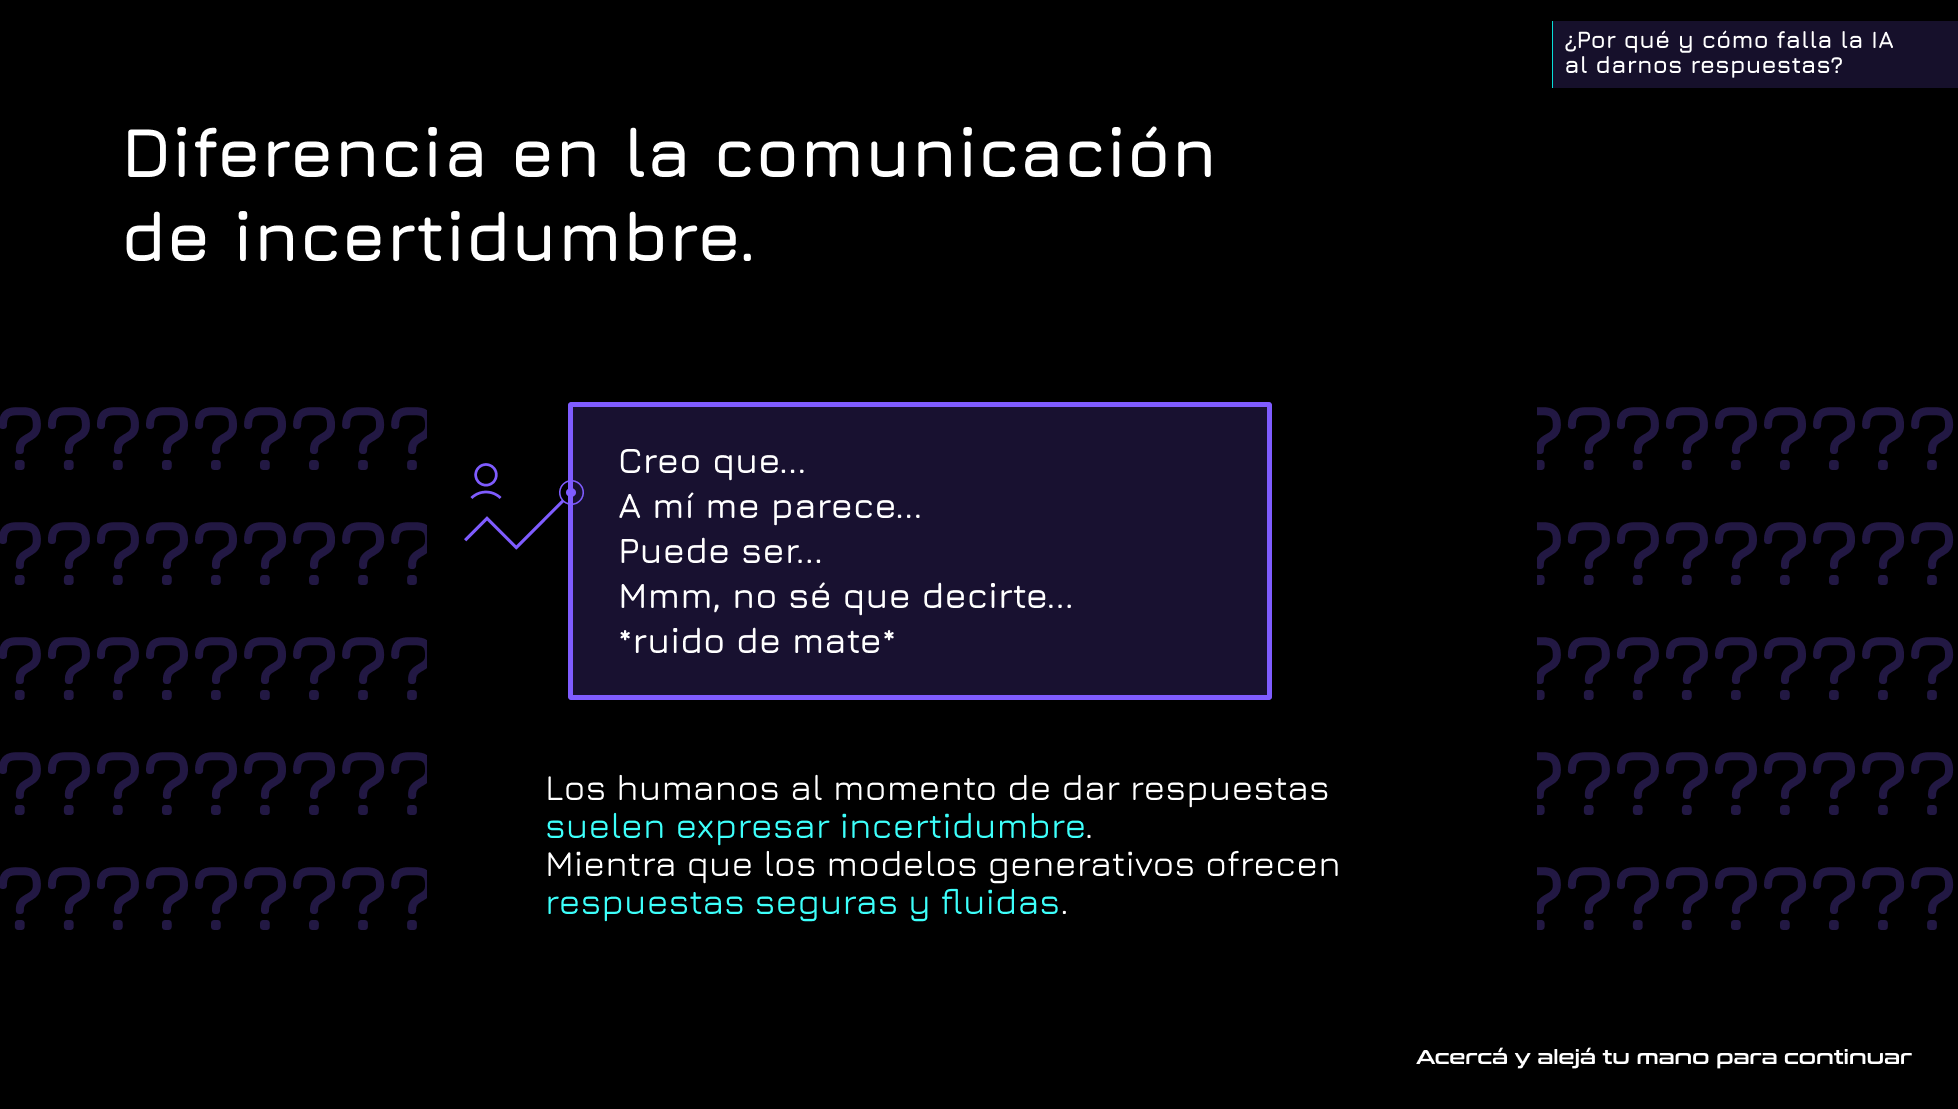 ¿Por qué y cómo falla la IA
al darnos respuestas?
Diferencia en la comunicación
de incertidumbre.
?????????
?????????
?????????
?????????
?????????
Creo que...
A mí me parece...
Puede ser...
Mmm, no sé que decirte...
*ruido de mate*
?????????
?????????
?????????
?????????
?????????
Los humanos al momento de dar respuestas
suelen expresar incertidumbre.
Mientra que los modelos generativos ofrecen
respuestas seguras y fluidas.
Acercá y alejá tu mano para continuar